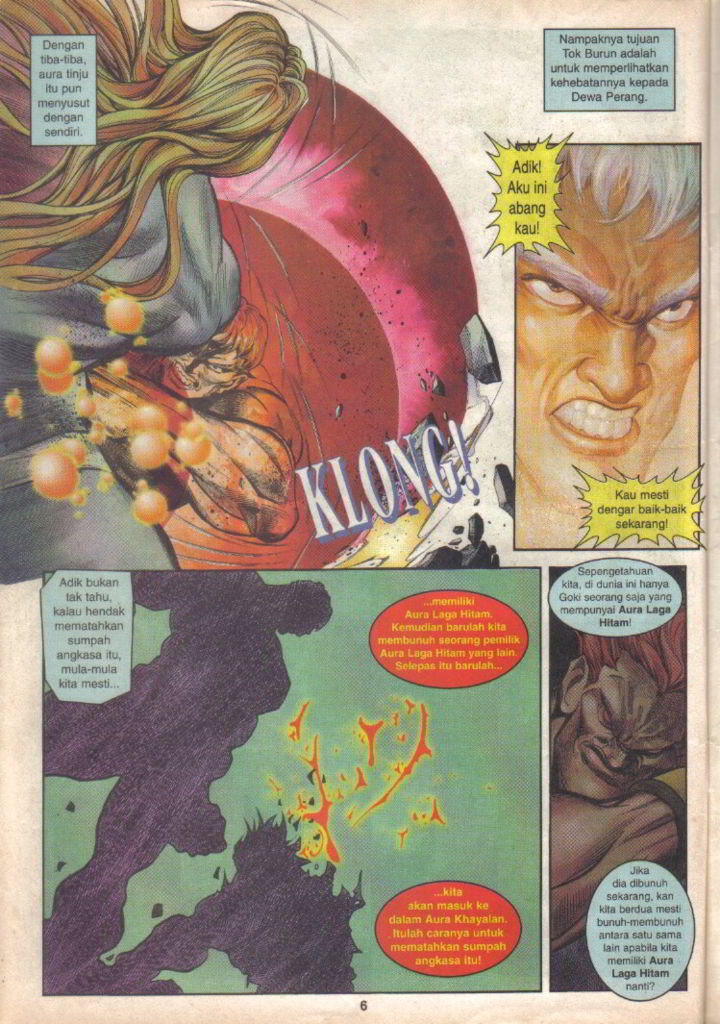 Dengan
tiba-tiba,
aura tinju
itu pun
menyusut
dengan
sendiri.
Nampaknya tujuan
Tok Burun adalah
untuk memperlihatkan
kehebatannya kepada
Dewa Perang.
Adik!
Aku ini
abang
kau!
KLONG!
Kau mesti
dengar baik-baik
sekarang!
Adik bukan
tak tahu,
kalau hendak
mematahkan
sumpah
angkasa itu,
mula-mula
kita mesti...
...memiliki
Aura Laga Hitam.
Kemudian barulah kita
membunuh seorang pemilik
Aura Laga Hitam yang lain.
Selepas itu barulah...
...kita
akan masuk ke
dalam Aura Khayalan.
Itulah caranya untuk
mematahkan sumpah
angkasa itu!
Sepengetahuan
kita, di dunia ini hanya
Goki seorang saja yang
mempunyai Aura Laga
Hitam!
Jika
dia dibunuh
sekarang, kan
kita berdua mesti
bunuh-membunuh
antara satu sama
lain apabila kita
memiliki Aura
Laga Hitam
nanti?
6